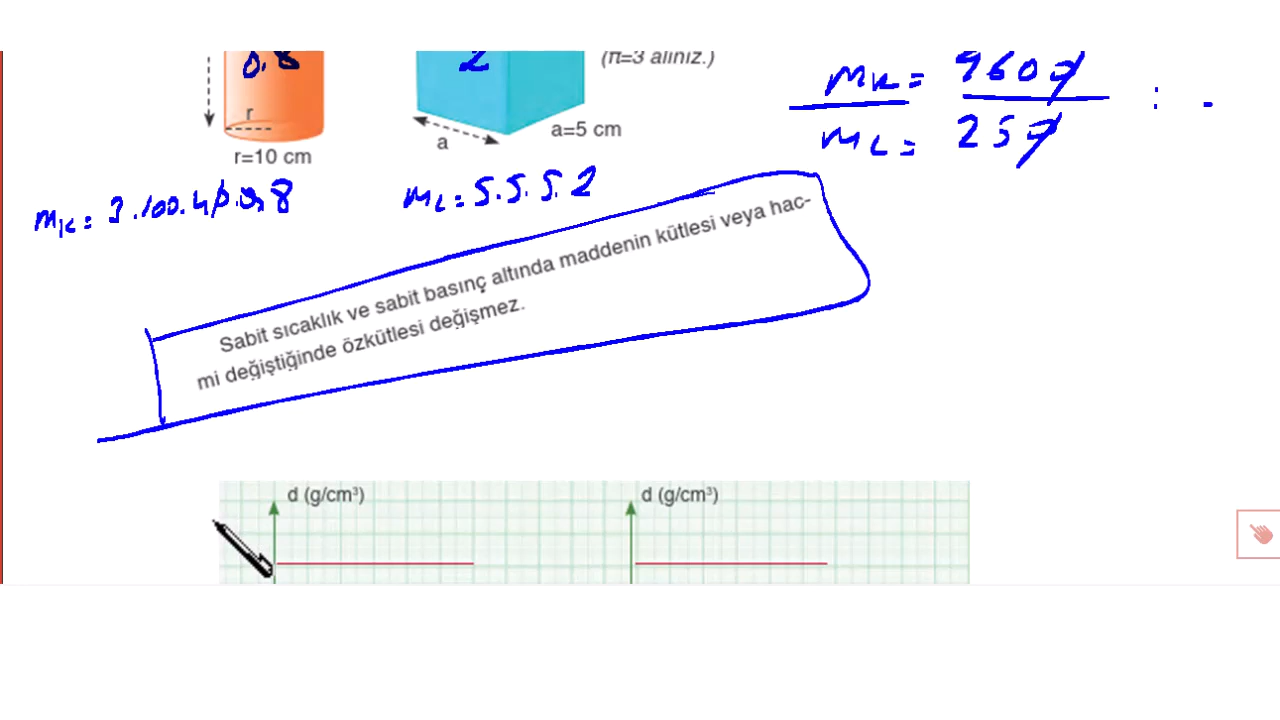 0.8
2
(π=3 alınız.)
r
r=10 cm
a
a=5 cm
mK = 9600
mL = 250
mK = 3.100.40.0,8
mL = 5.5.5.2
Sabit sıcaklık ve sabit basınç altında maddenin kütlesi veya hac-
mi değiştiğinde özkütlesi değişmez.
d (g/cm³)
d (g/cm³)